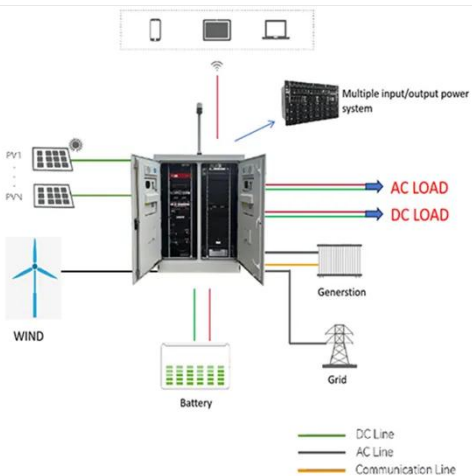 Multiple input/output power
system
PV1
PVN
AC LOAD
DC LOAD
WIND
Generstion
Grid
Battery
DC Line
AC Line
Communication Line